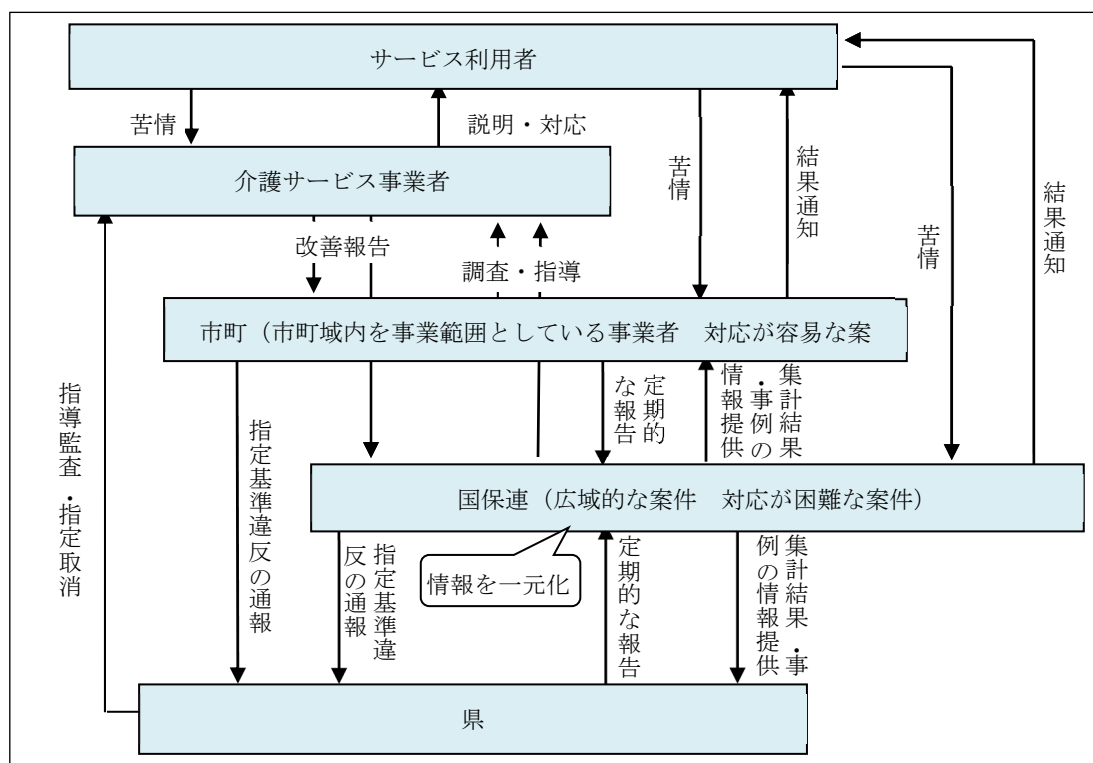 サービス利用者
苦情
説明・対応
介護サービス事業者
苦情
結果通知
苦情
結果通知
改善報告
調査・指導
市町（市町域内を事業範囲としている事業者　対応が容易な案
指導監査・指定取消
指定基準違反の通報
定期的
な報告
集計結果
・事例の
情報提供
国保連（広域的な案件　対応が困難な案件）
情報を一元化
指定基準違
反の通報
定期的な報告
集計結果・事
例の情報提供
県